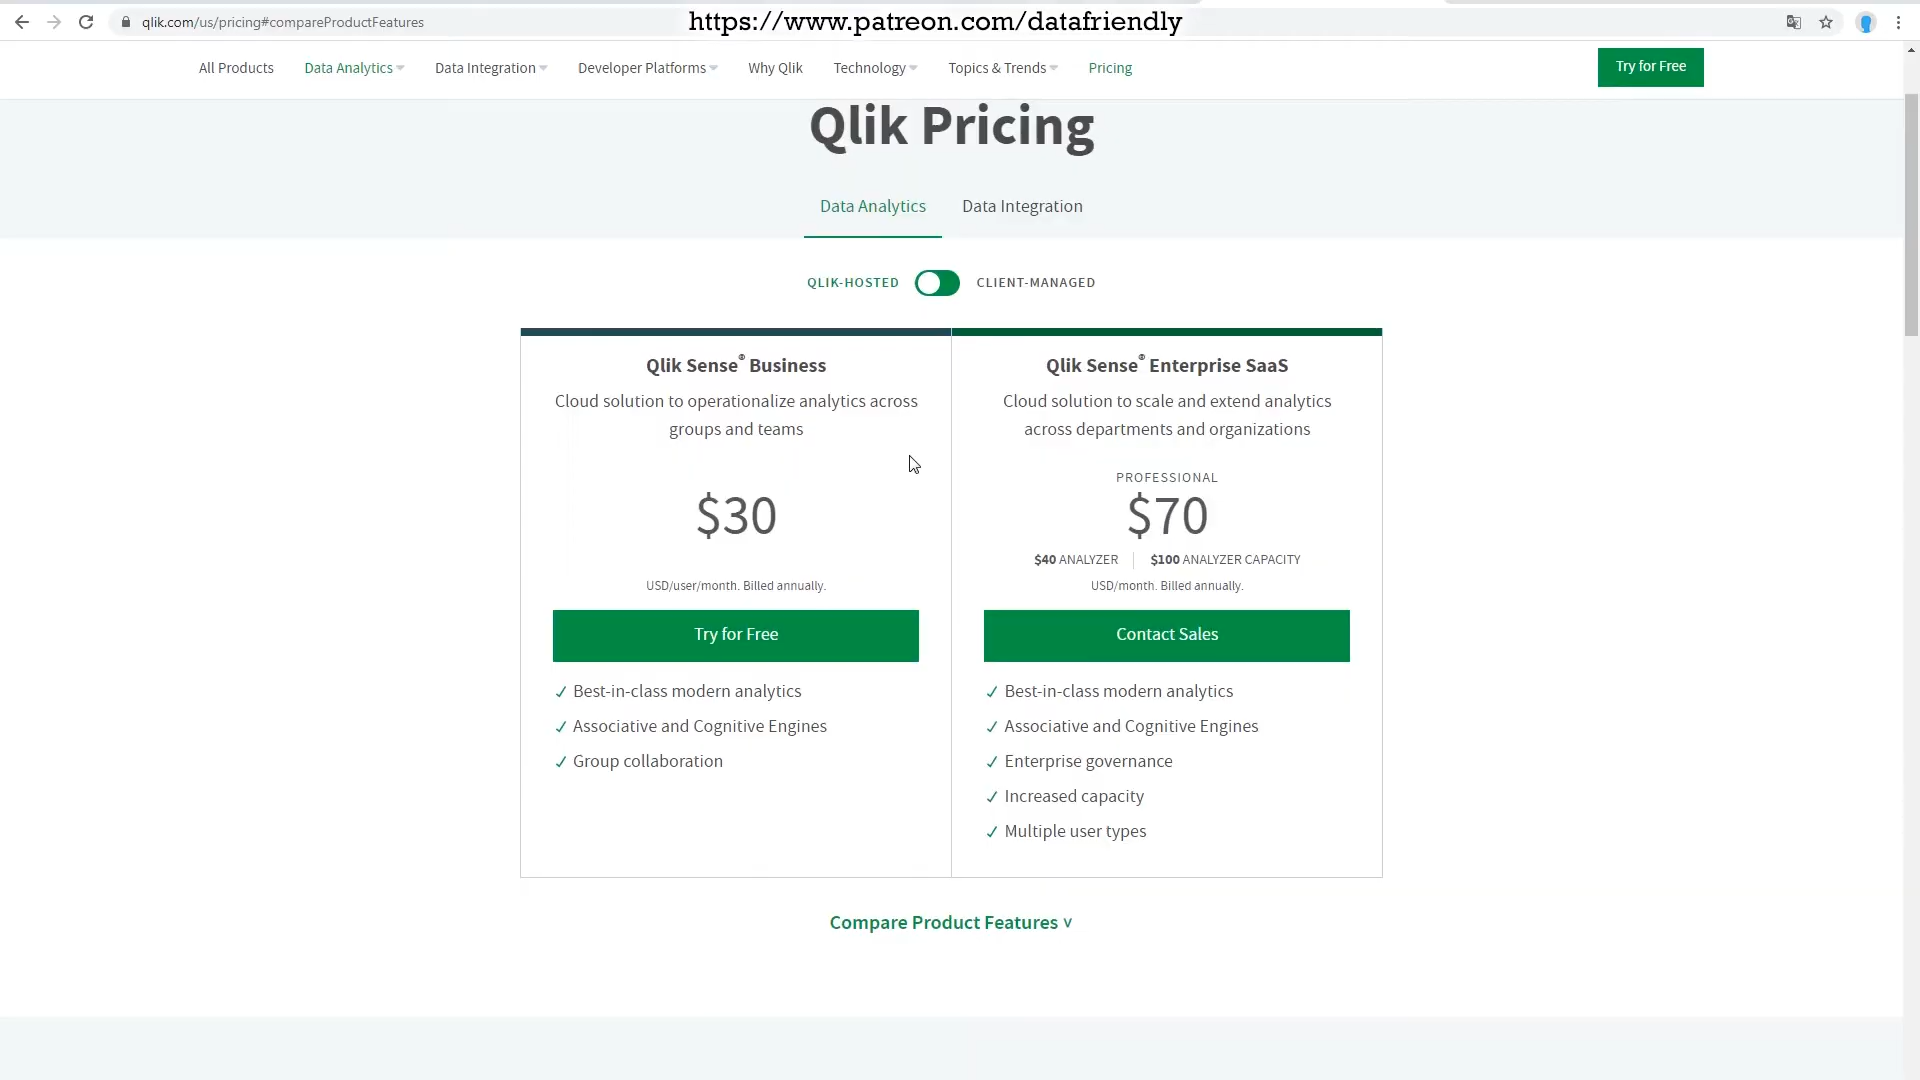 qlik.com/us/pricing#compareProductFeatures
https://www.patreon.com/datafriendly
All Products Data Analytics Data Integration Developer Platforms Why Qlik Technology Topics & Trends Pricing Try for Free
Qlik Pricing
Data Analytics Data Integration
QLIK-HOSTED CLIENT-MANAGED
Qlik Sense® Business
Cloud solution to operationalize analytics across
groups and teams
$30
USD/user/month. Billed annually.
Try for Free
✓ Best-in-class modern analytics
✓ Associative and Cognitive Engines
✓ Group collaboration
Qlik Sense® Enterprise SaaS
Cloud solution to scale and extend analytics
across departments and organizations
PROFESSIONAL
$70
$40 ANALYZER $100 ANALYZER CAPACITY
USD/month. Billed annually.
Contact Sales
✓ Best-in-class modern analytics
✓ Associative and Cognitive Engines
✓ Enterprise governance
✓ Increased capacity
✓ Multiple user types
Compare Product Features